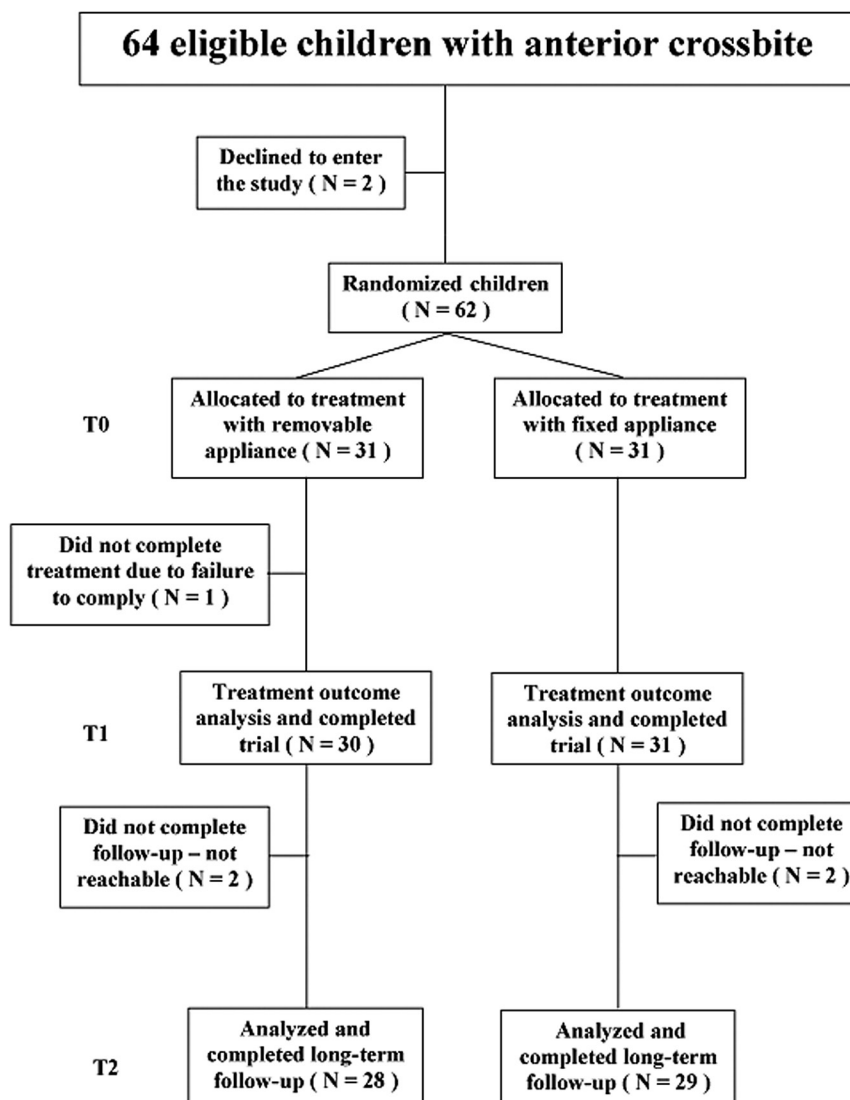 64 eligible children with anterior crossbite
Declined to enter
the study ( N = 2 )
Randomized children
( N = 62 )
T0
Allocated to treatment
with removable
appliance ( N = 31 )
Allocated to treatment
with fixed appliance
( N = 31 )
Did not complete
treatment due to failure
to comply ( N = 1 )
T1
Treatment outcome
analysis and completed
trial ( N = 30 )
Treatment outcome
analysis and completed
trial ( N = 31 )
Did not complete
follow-up – not
reachable ( N = 2 )
Did not complete
follow-up – not
reachable ( N = 2 )
T2
Analyzed and
completed long-term
follow-up ( N = 28 )
Analyzed and
completed long-term
follow-up ( N = 29 )